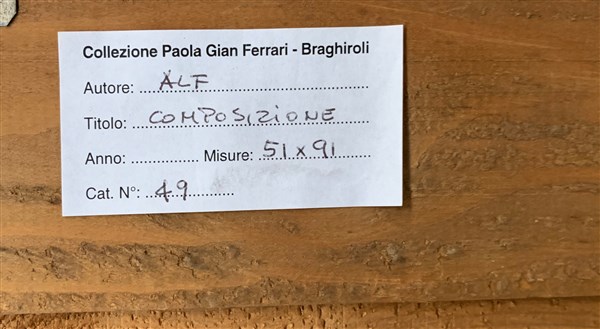 Collezione Paola Gian Ferrari - Braghiroli
Autore: ALF
Titolo: COMPOSIZIONE
Anno: ............... Misure: 51 x 91
Cat. N°: 49